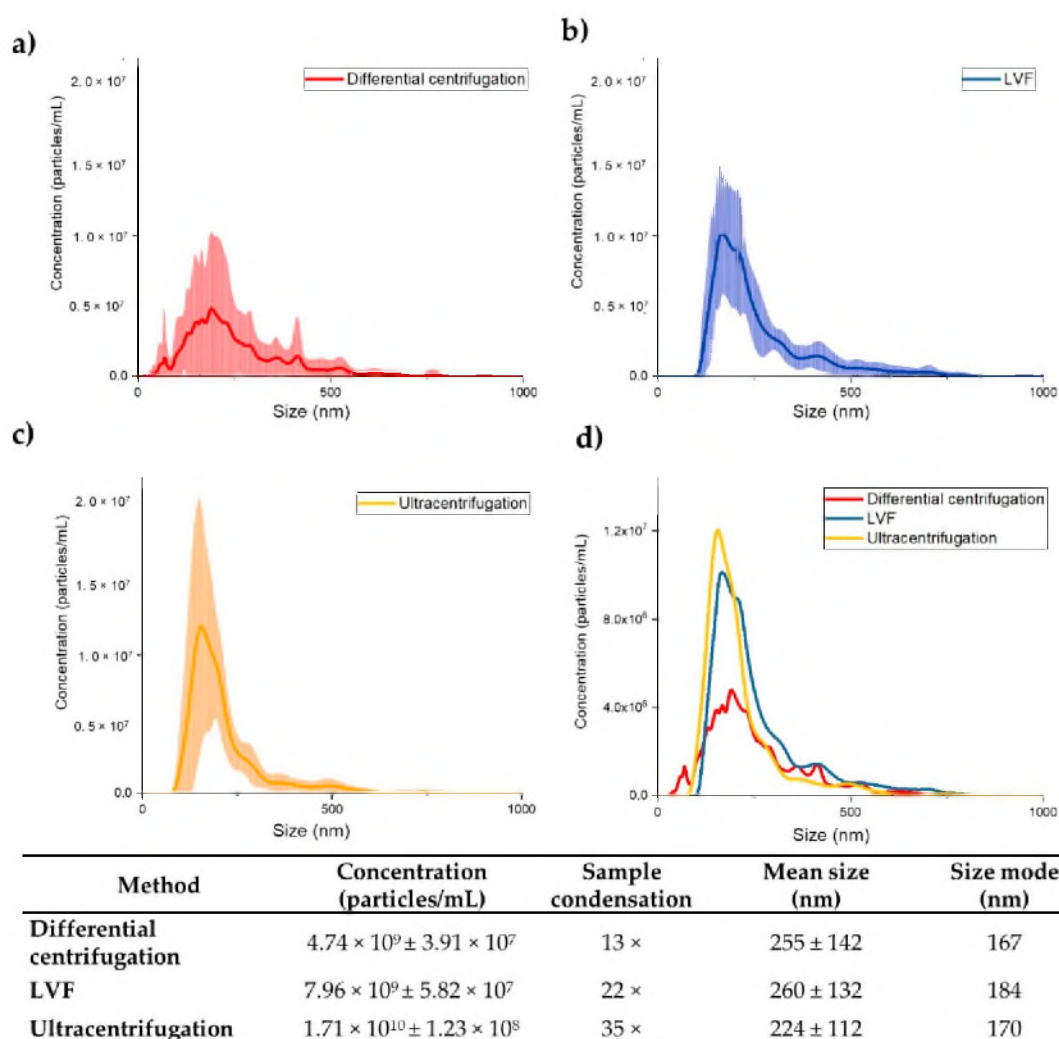 a)
Differential centrifugation
Concentration (particles/mL)
2.0 × 10⁷
1.5 × 10⁷
1.0 × 10⁷
0.5 × 10⁷
0.0
0
500
1000
Size (nm)
b)
LVF
Concentration (particles/mL)
2.0 × 10⁷
1.5 × 10⁷
1.0 × 10⁷
0.5 × 10⁷
0.0
0
500
1000
Size (nm)
c)
Ultracentrifugation
Concentration (particles/mL)
2.0 × 10⁷
1.5 × 10⁷
1.0 × 10⁷
0.5 × 10⁷
0.0
0
500
1000
Size (nm)
d)
Differential centrifugation
LVF
Ultracentrifugation
Concentration (particles/mL)
1.2x10⁷
8.0x10⁶
4.0x10⁶
0.0
0
500
1000
Size (nm)
Method Concentration (particles/mL) Sample condensation Mean size (nm) Size mode (nm)
Differential centrifugation 4.74 × 10⁹ ± 3.91 × 10⁷ 13 × 255 ± 142 167
LVF 7.96 × 10⁹ ± 5.82 × 10⁷ 22 × 260 ± 132 184
Ultracentrifugation 1.71 × 10¹⁰ ± 1.23 × 10⁸ 35 × 224 ± 112 170